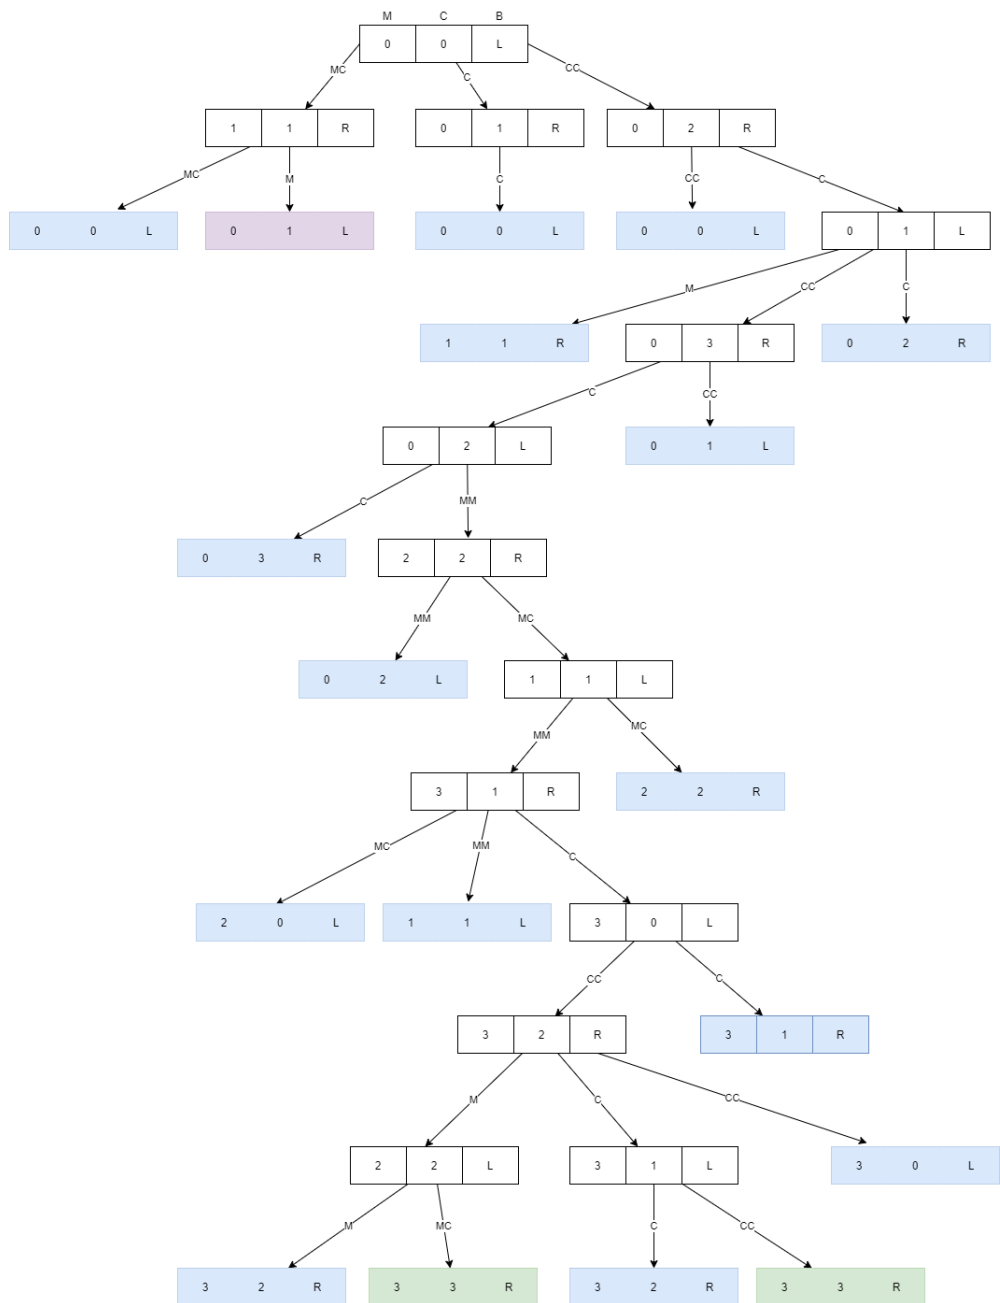 M C B
0 0 L
MC C CC
1 1 R 0 1 R 0 2 R
MC M C CC C
0 0 L 0 1 L 0 0 L 0 0 L 0 1 L
M CC C
1 1 R 0 3 R 0 2 R
C CC
0 2 L 0 1 L
C MM
0 3 R 2 2 R
MM MC
0 2 L 1 1 L
MM MC
3 1 R 2 2 R
MC MM C
2 0 L 1 1 L 3 0 L
CC C
3 2 R 3 1 R
M C CC
2 2 L 3 1 L 3 0 L
M MC C CC
3 2 R 3 3 R 3 2 R 3 3 R